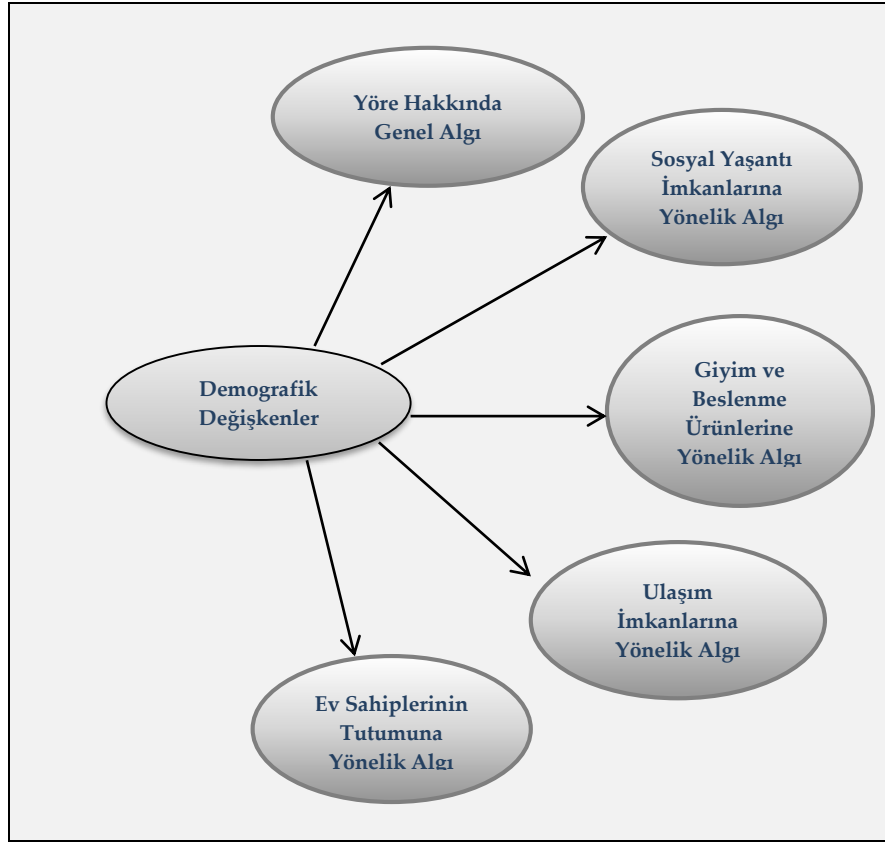 Yöre Hakkında
Genel Algı
Sosyal Yaşantı
İmkanlarına
Yönelik Algı
Demografik
Değişkenler
Giyim ve
Beslenme
Ürünlerine
Yönelik Algı
Ulaşım
İmkanlarına
Yönelik Algı
Ev Sahiplerinin
Tutumuna
Yönelik Algı